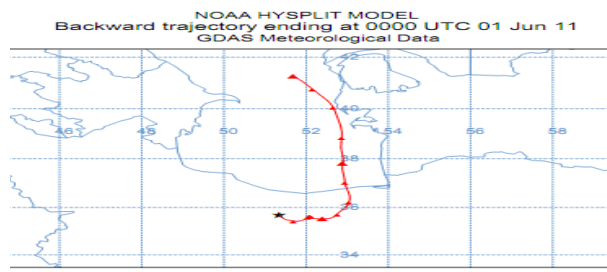 NOAA HYSPLIT MODEL
Backward trajectory ending at 0000 UTC 01 Jun 11
GDAS Meteorological Data
42
40
46 48 50 52 54 56 58
38
36
34